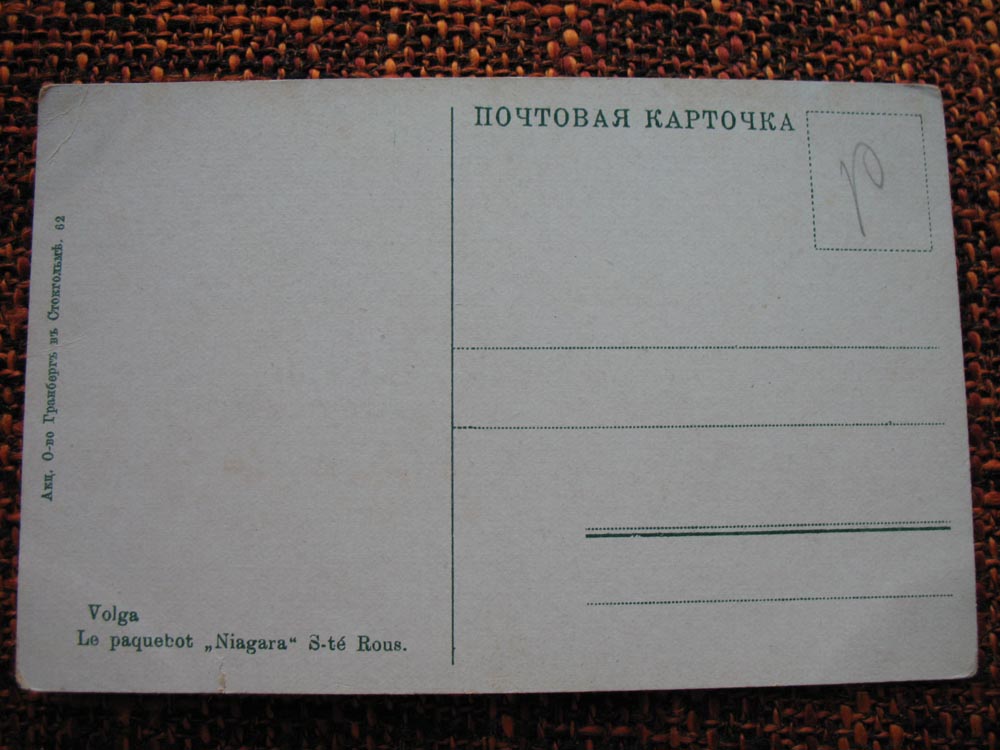 ПОЧТОВАЯ КАРТОЧКА
Акц. О-во Гранбергъ въ Стокгольмѣ. 62
Volga
Le paquebot „Niagara“ S-té Rous.